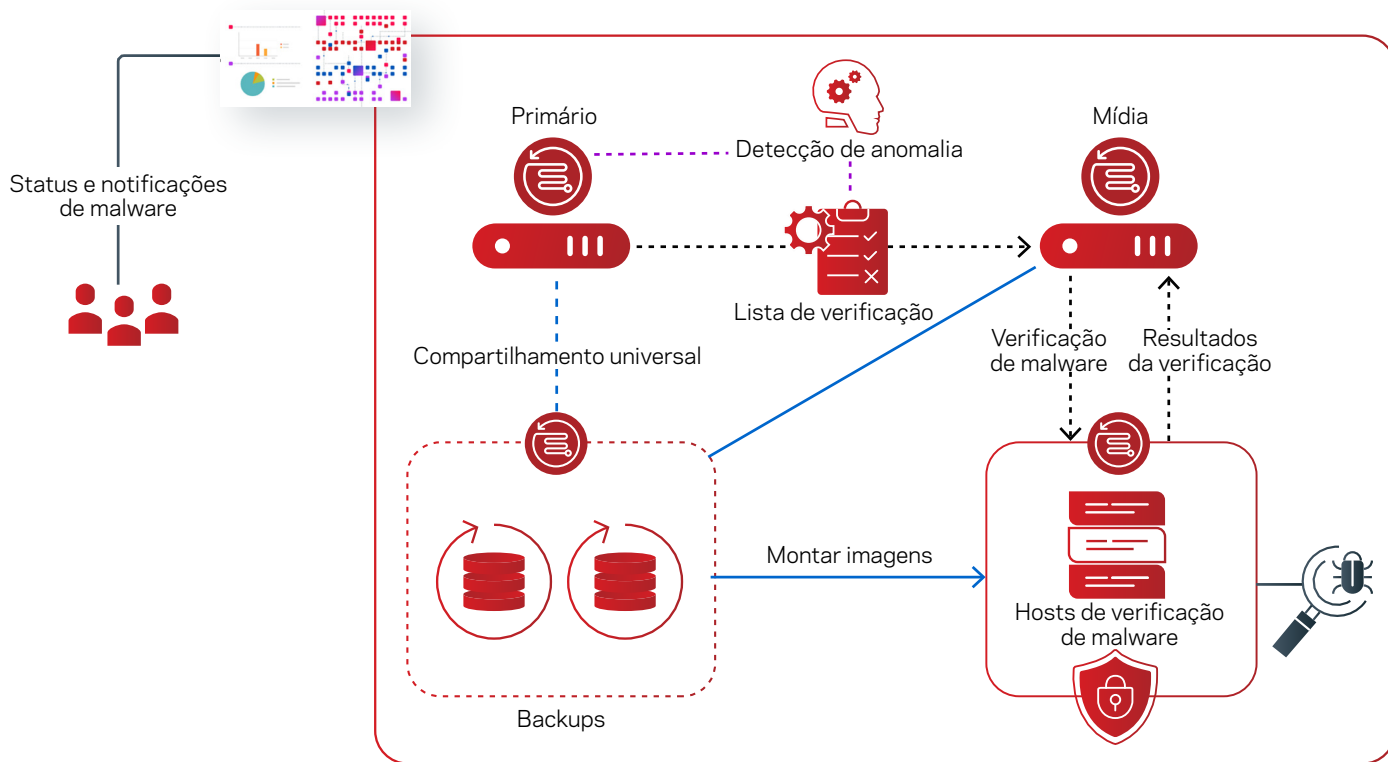 Primário
Mídia
Detecção de anomalia
Status e notificações
de malware
Lista de verificação
Compartilhamento universal
Verificação
de malware
Resultados
da verificação
Montar imagens
Hosts de verificação
de malware
Backups